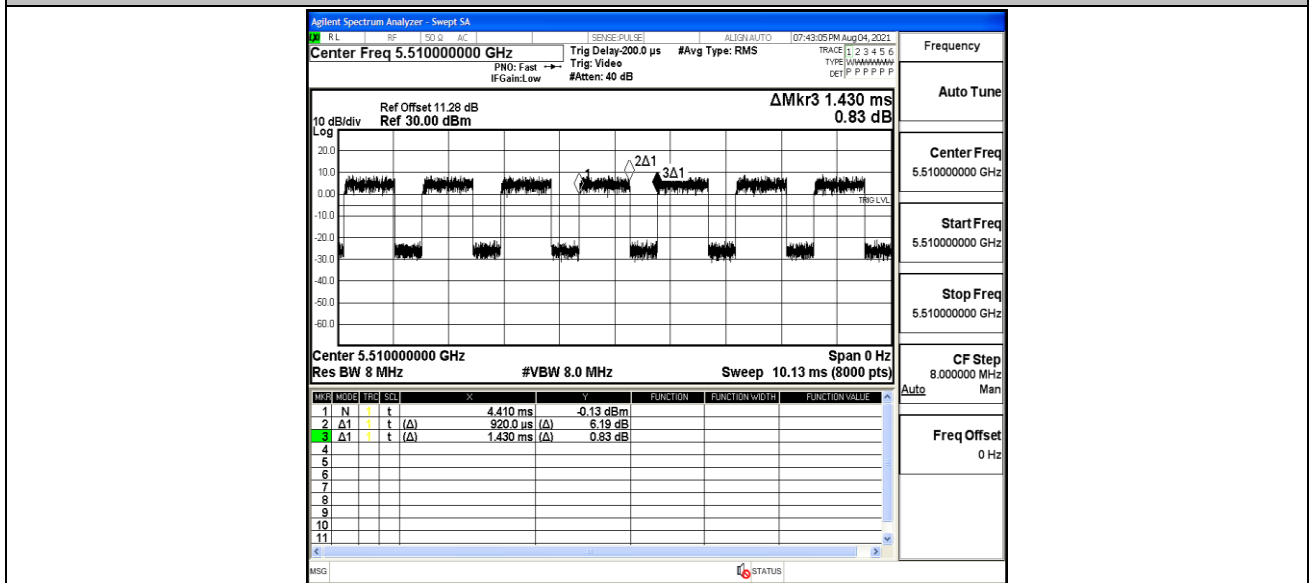 Agilent Spectrum Analyzer - Swept SA
LXI RL RF 50 Ω AC SENSE:PULSE ALIGN AUTO 07:43:05 PM Aug 04, 2021
Center Freq 5.510000000 GHz
PNO: Fast
IFGain:Low
Trig Delay-200.0 µs
Trig: Video
#Atten: 40 dB
#Avg Type: RMS
TRACE 1 2 3 4 5 6
TYPE WWWWWW
DET P P P P P P
Ref Offset 11.28 dB
10 dB/div Ref 30.00 dBm
ΔMkr3 1.430 ms
0.83 dB
Log
20.0
10.0
0.00
-10.0
-20.0
-30.0
-40.0
-50.0
-60.0
1
2Δ1
3Δ1
TRIG LVL
Center 5.510000000 GHz Span 0 Hz
Res BW 8 MHz #VBW 8.0 MHz Sweep 10.13 ms (8000 pts)
MKR MODE TRC SCL X Y FUNCTION FUNCTION WIDTH FUNCTION VALUE
1 N 1 t 4.410 ms -0.13 dBm
2 Δ1 1 t (Δ) 920.0 µs (Δ) 6.19 dB
3 Δ1 1 t (Δ) 1.430 ms (Δ) 0.83 dB
4
5
6
7
8
9
10
11
MSG STATUS
Frequency
Auto Tune
Center Freq
5.510000000 GHz
Start Freq
5.510000000 GHz
Stop Freq
5.510000000 GHz
CF Step
8.000000 MHz
Auto Man
Freq Offset
0 Hz